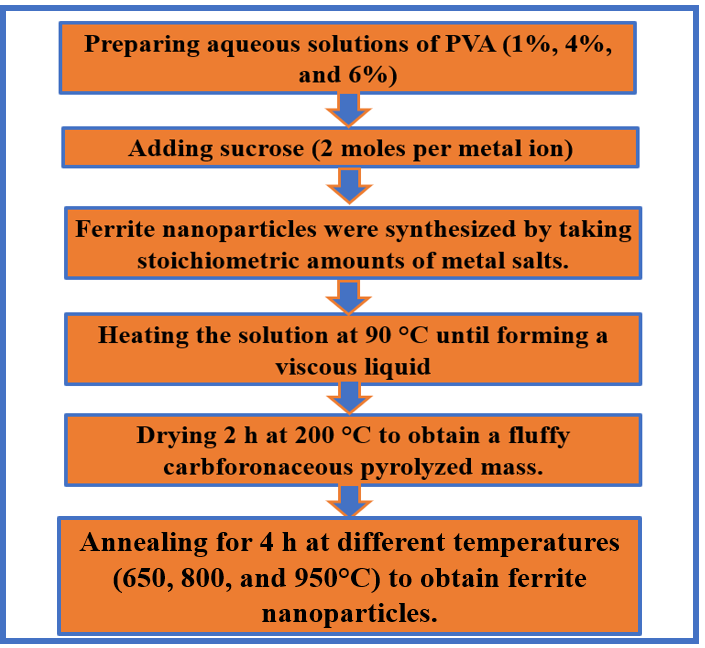 Preparing aqueous solutions of PVA (1%, 4%,
and 6%)
Adding sucrose (2 moles per metal ion)
Ferrite nanoparticles were synthesized by taking
stoichiometric amounts of metal salts.
Heating the solution at 90 °C until forming a
viscous liquid
Drying 2 h at 200 °C to obtain a fluffy
carbforonaceous pyrolyzed mass.
Annealing for 4 h at different temperatures
(650, 800, and 950°C) to obtain ferrite
nanoparticles.